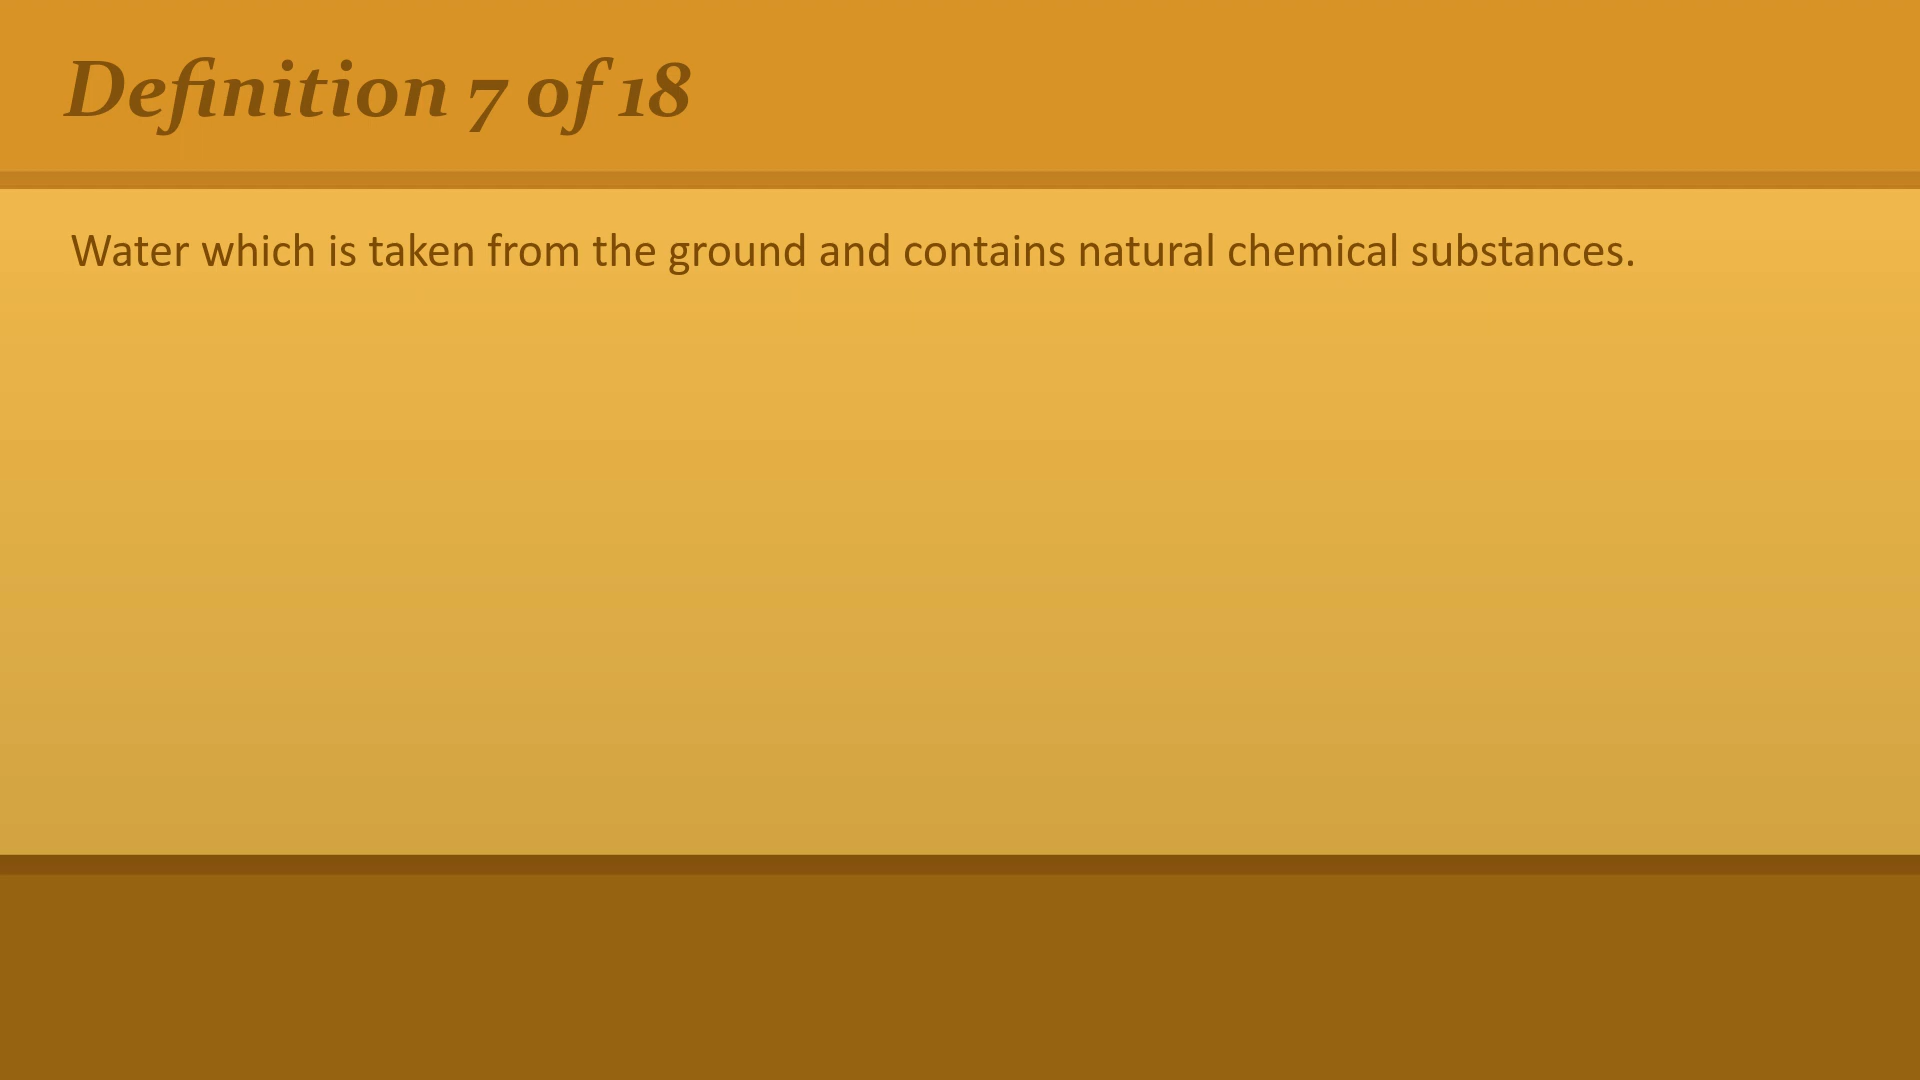 Definition 7 of 18
Water which is taken from the ground and contains natural chemical substances.